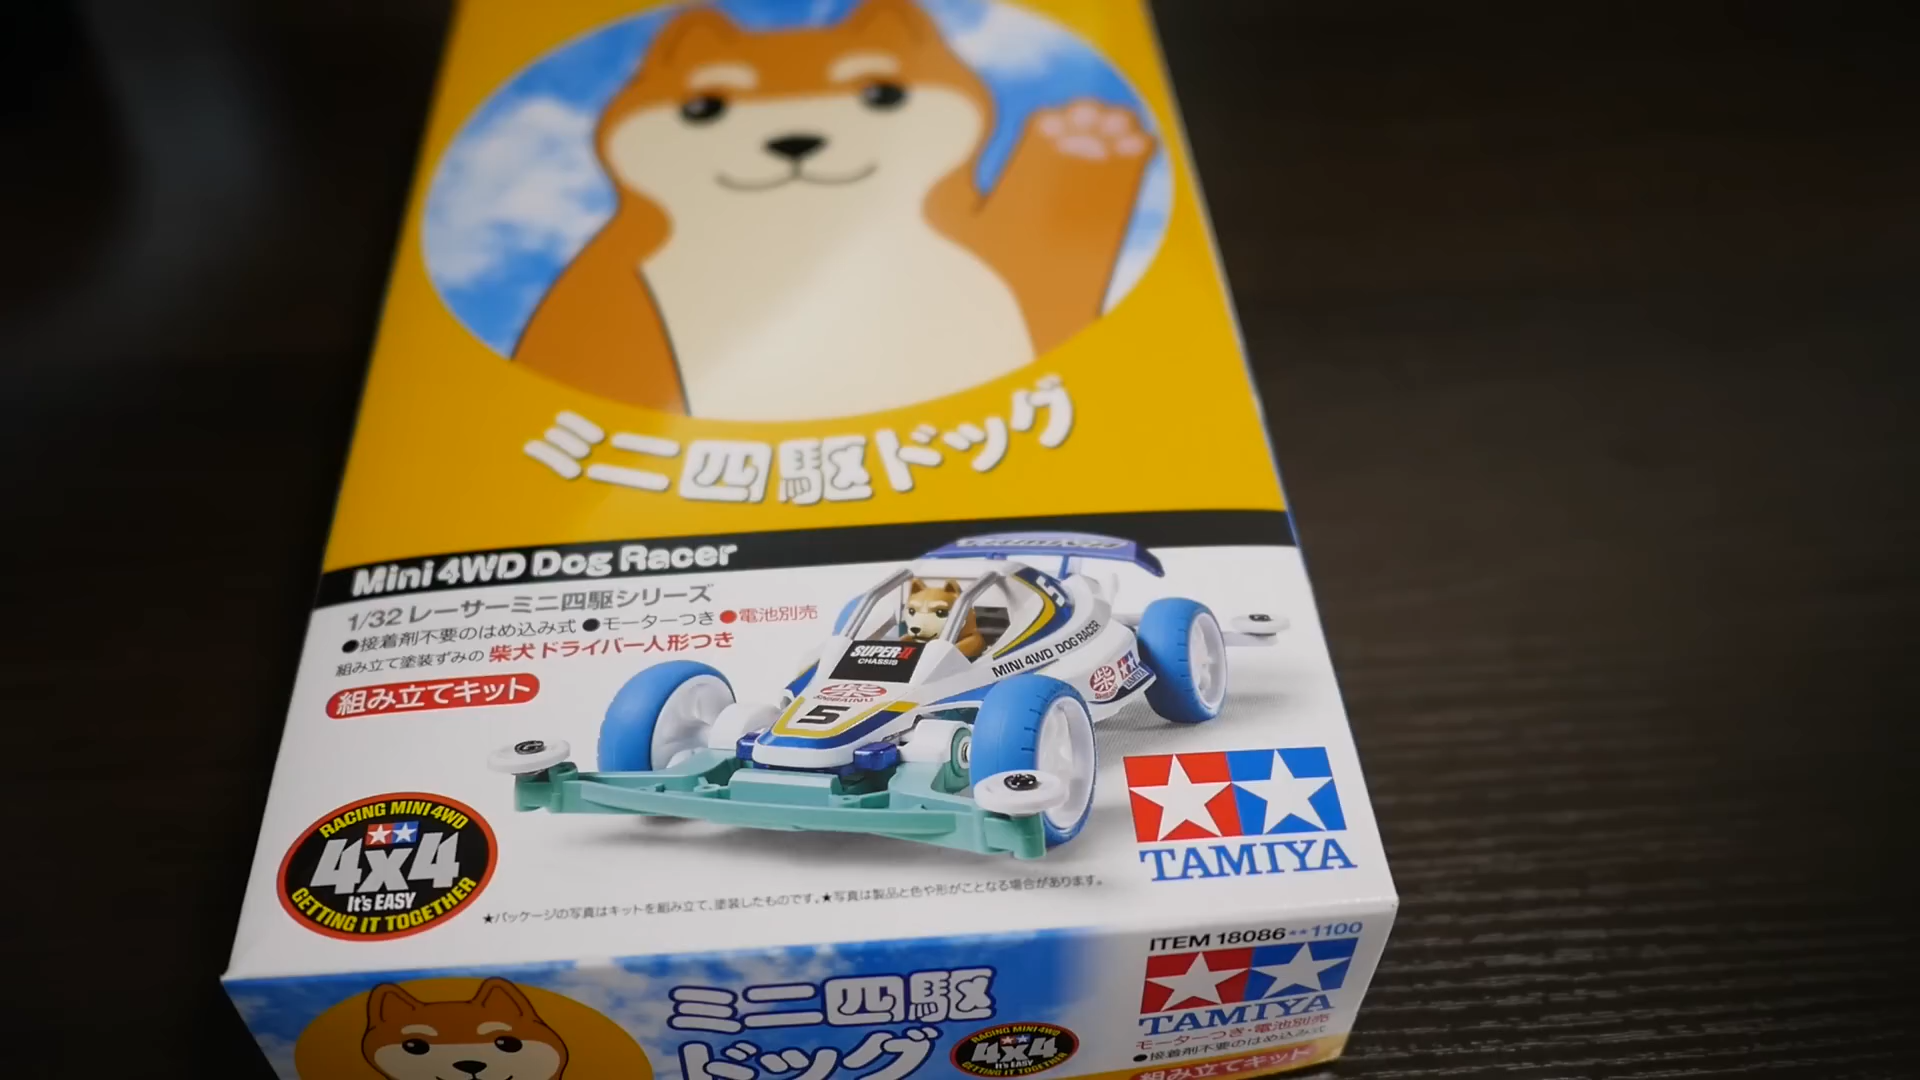 ミニ四駆ドッグ
Mini 4WD Dog Racer
1/32 レーサーミニ四駆シリーズ
●接着剤不要のはめ込み式 ●モーターつき ●電池別売
組み立て塗装ずみの 柴犬ドライバー人形つき
組み立てキット
SUPER-II
CHASSIS
MINI 4WD DOG RACER
柴
SHIBAINU
5
柴
TAMIYA
RACING MINI 4WD
4x4
It's EASY
GETTING IT TOGETHER
TAMIYA
★パッケージの写真はキットを組み立て、塗装したものです。★写真は製品と色や形がことなる場合があります。
ITEM 18086**1100
TAMIYA
ミニ四駆
ドッグ
RACING MINI 4WD
4x4
It's EASY
GETTING IT TOGETHER
モーターつき・電池別売
●接着剤不要のはめ込み式
組み立てキット